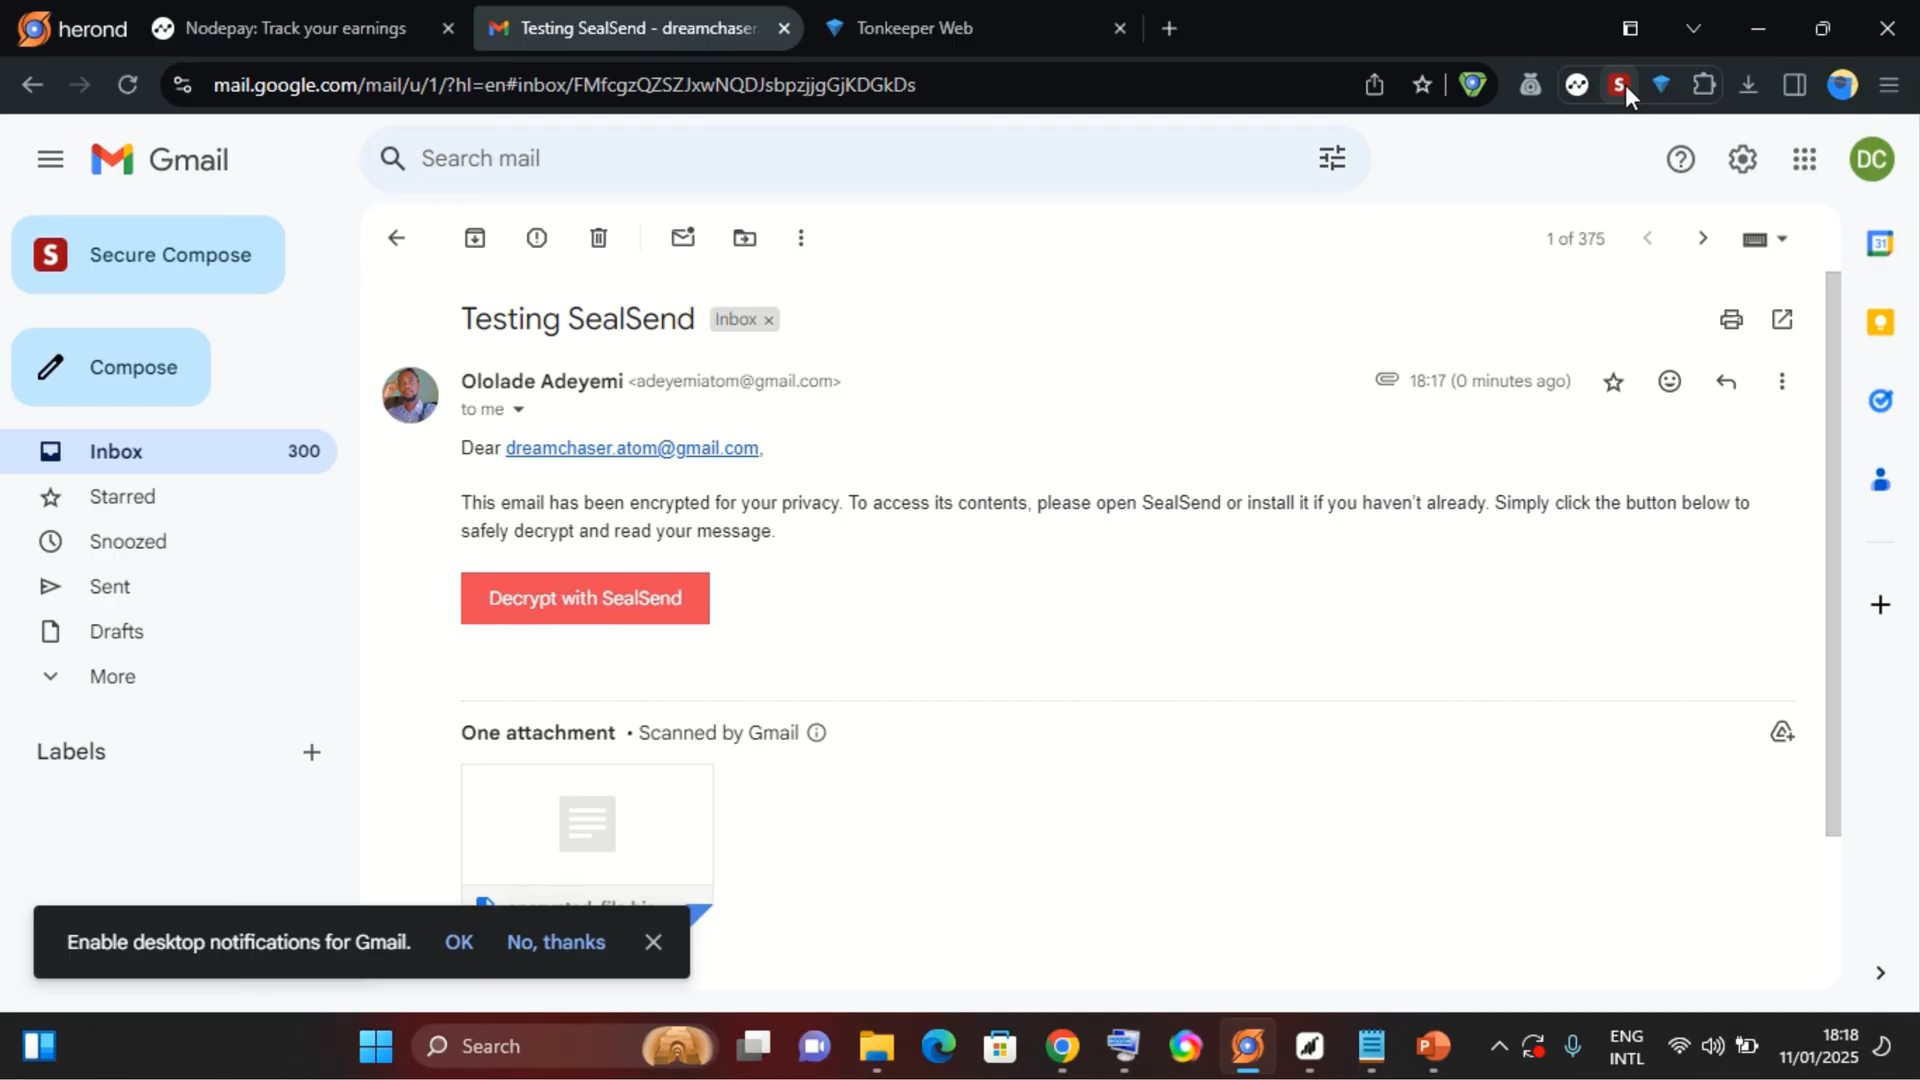 herond
Nodepay: Track your earnings
Testing SealSend - dreamchaser.
Tonkeeper Web
mail.google.com/mail/u/1/?hl=en#inbox/FMfcgzQZSZJxwNQDJsbpzjjgGjKDGkDs
S
Gmail
Search mail
DC
S Secure Compose
1 of 375
31
Testing SealSend
Inbox ×
Compose
Ololade Adeyemi <adeyemiatom@gmail.com>
18:17 (0 minutes ago)
to me
Dear dreamchaser.atom@gmail.com,
Inbox 300
Starred
This email has been encrypted for your privacy. To access its contents, please open SealSend or install it if you haven't already. Simply click the button below to
safely decrypt and read your message.
Snoozed
Sent
Decrypt with SealSend
Drafts
More
One attachment • Scanned by Gmail
Labels
Enable desktop notifications for Gmail. OK No, thanks
Search
ENG
INTL
18:18
11/01/2025